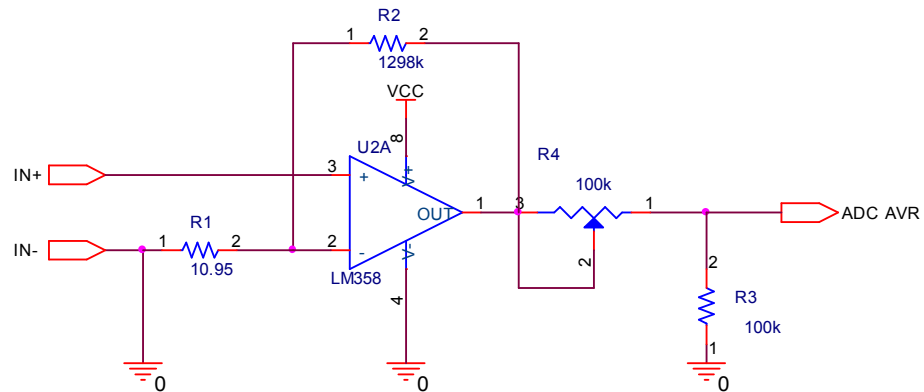 R2
1 2
1298k
VCC
8
U2A
R4
IN+
3
+
V+
100k
1
3
1
OUT
ADC AVR
R1
IN-
1 2
2
-
V-
2
2
10.95
LM358
4
R3
100k
1
0
0
0